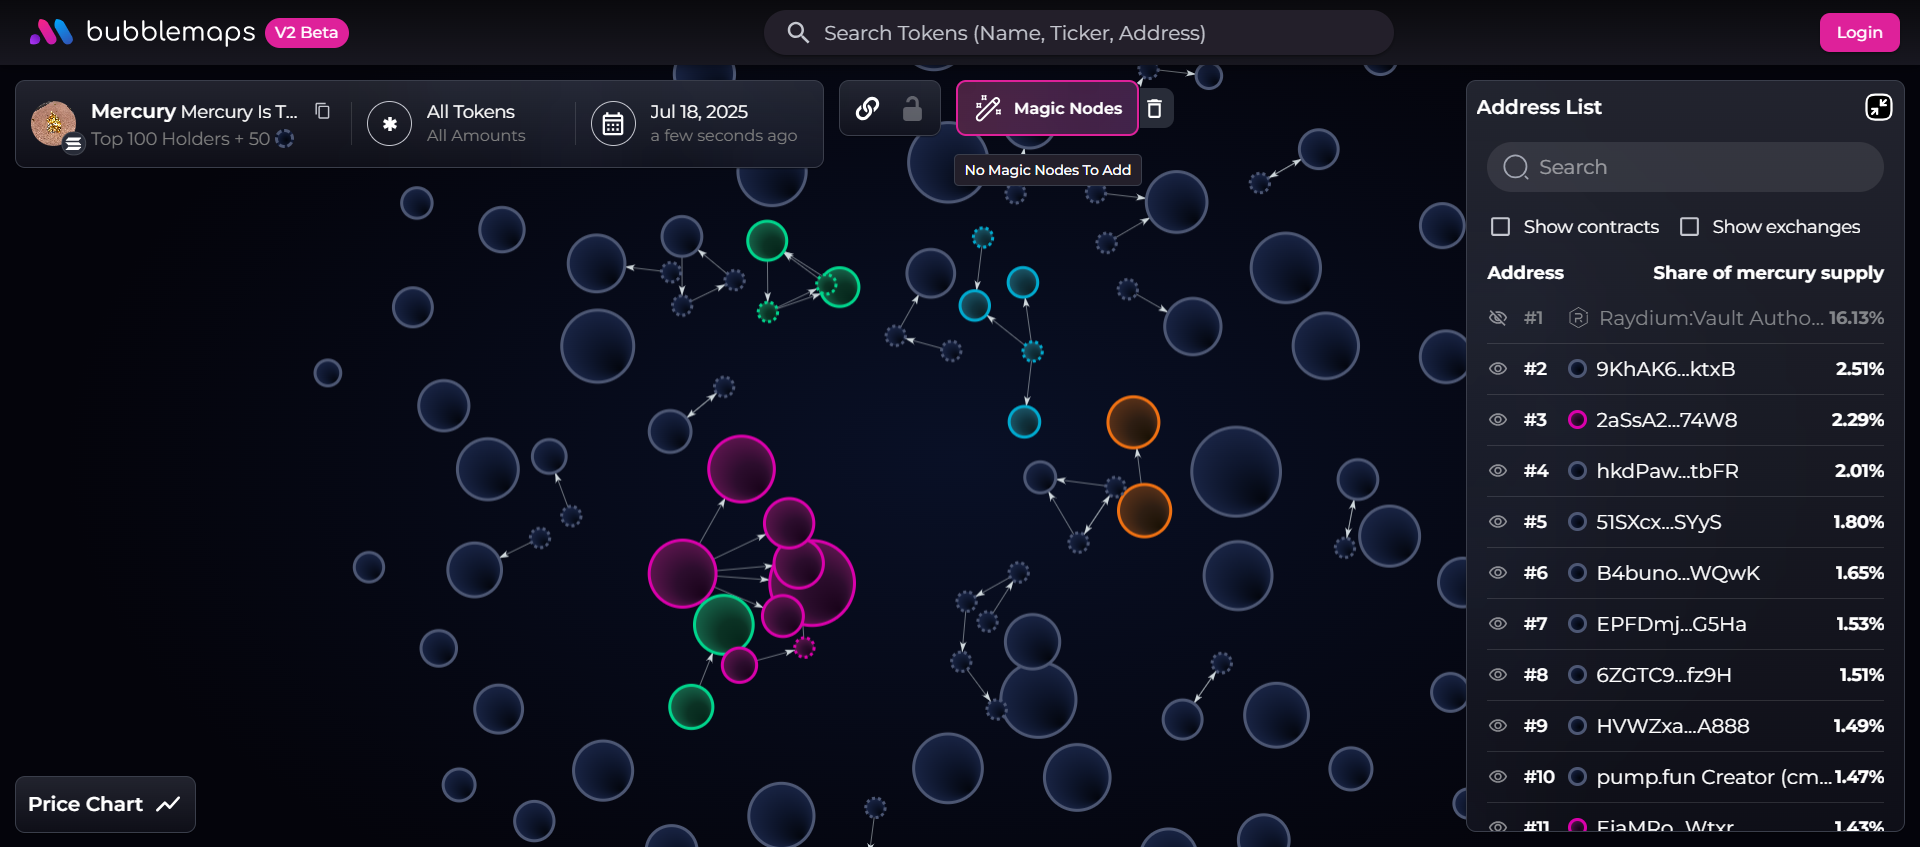 bubblemaps V2 Beta
Search Tokens (Name, Ticker, Address)
Login
Mercury Mercury Is T...
Top 100 Holders + 50
All Tokens
All Amounts
Jul 18, 2025
a few seconds ago
Magic Nodes
No Magic Nodes To Add
Address List
Search
Show contracts Show exchanges
Address Share of mercury supply
#1 Raydium:Vault Autho... 16.13%
#2 9KhAK6...ktxB 2.51%
#3 2aSsA2...74W8 2.29%
#4 hkdPaw...tbFR 2.01%
#5 51SXcx...SYyS 1.80%
#6 B4buno...WQwK 1.65%
#7 EPFDmj...G5Ha 1.53%
#8 6ZGTC9...fz9H 1.51%
#9 HVWZxa...A888 1.49%
#10 pump.fun Creator (cm... 1.47%
#11 1.43%
Price Chart